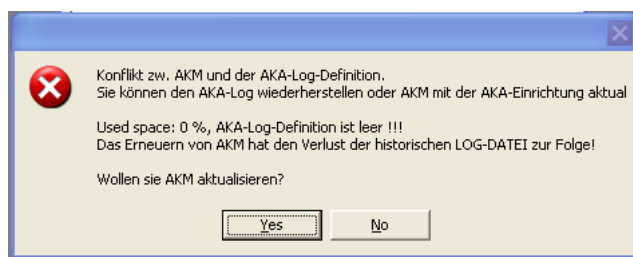 Konflikt zw. AKM und der AKA-Log-Definition.
Sie können den AKA-Log wiederherstellen oder AKM mit der AKA-Einrichtung aktual
Used space: 0 %, AKA-Log-Definition ist leer !!!
Das Erneuern von AKM hat den Verlust der historischen LOG-DATEI zur Folge!
Wollen sie AKM aktualisieren?
Yes No